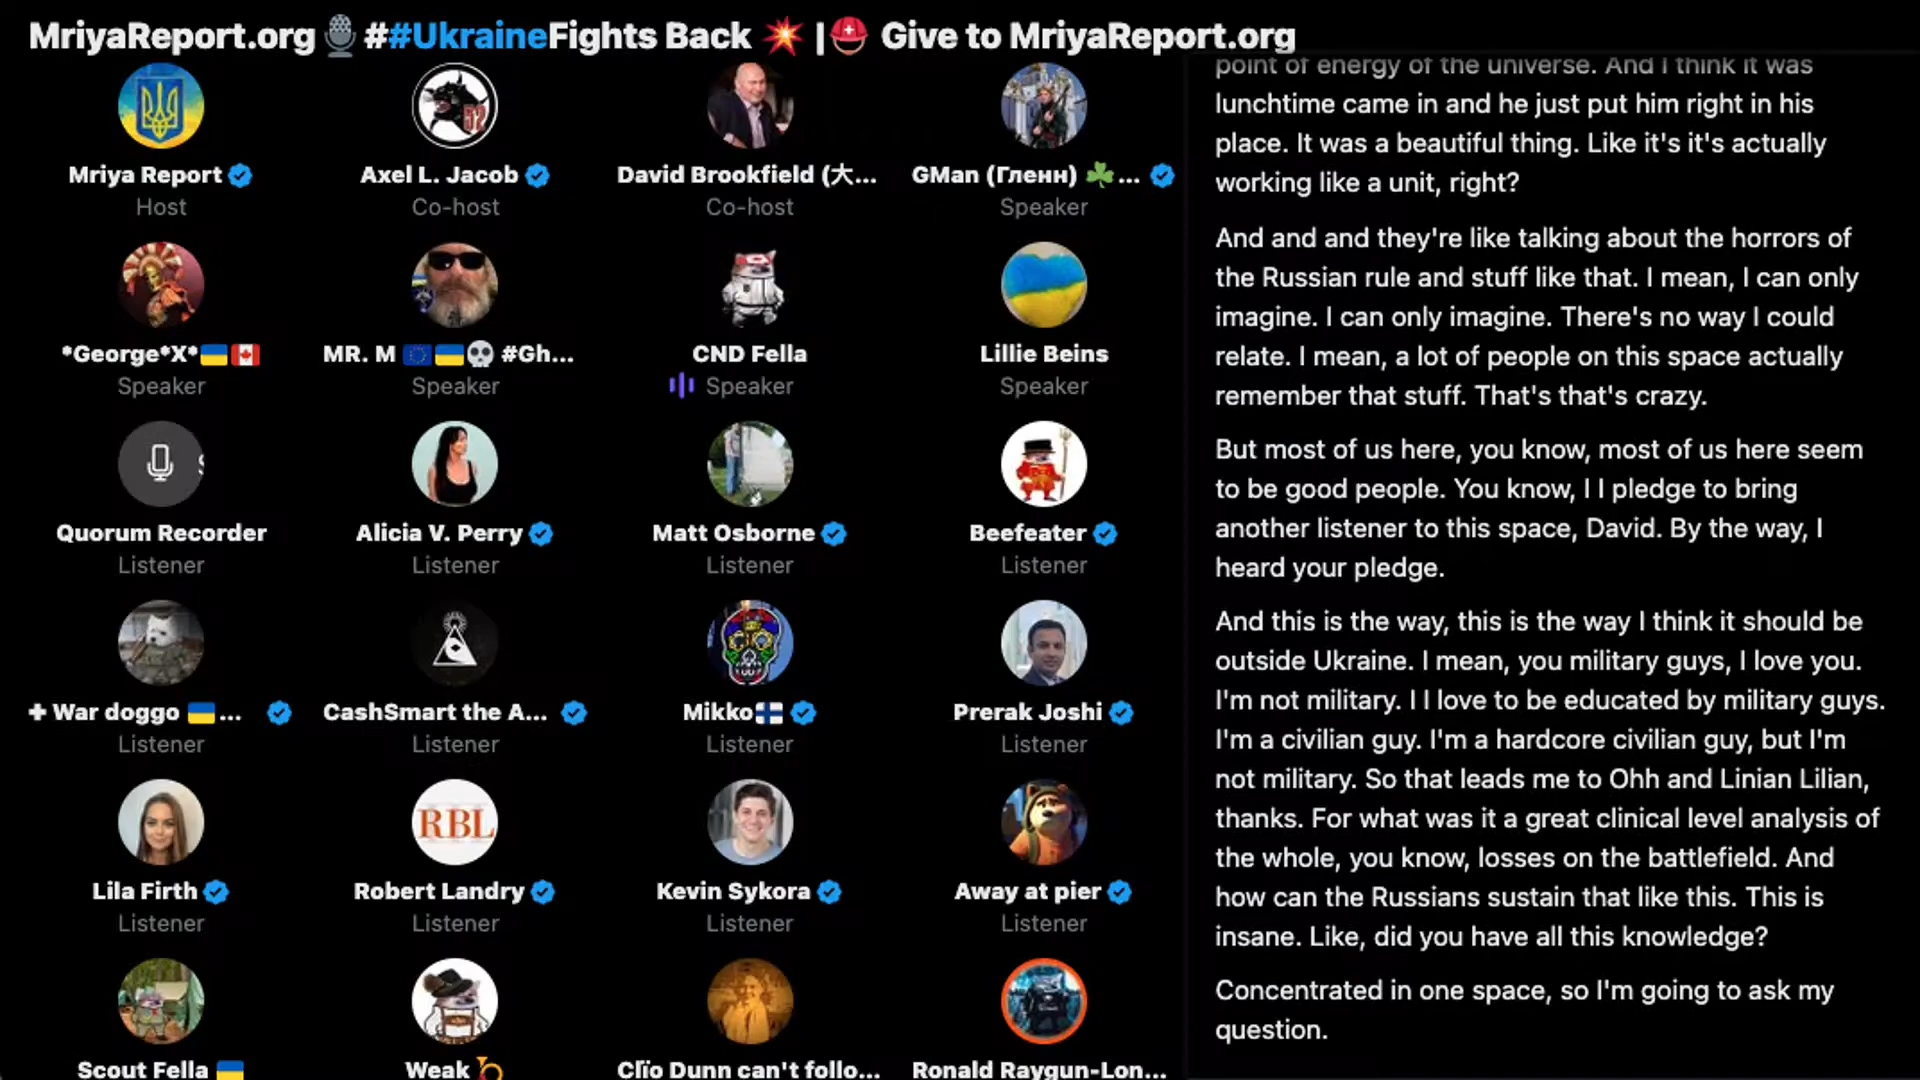 MriyaReport.org🎙️##UkraineFights Back 💥 |⛑️ Give to MriyaReport.org
Mriya Report
Host
Axel L. Jacob
Co-host
David Brookfield (大...
Co-host
GMan (Гленн) ☘️...
Speaker
*George*X*🇺🇦🇨🇦
Speaker
MR. M 🇪🇺🇺🇦💀 #Gh...
Speaker
CND Fella
Speaker
Lillie Beins
Speaker
Quorum Recorder
Listener
Alicia V. Perry
Listener
Matt Osborne
Listener
Beefeater
Listener
✚ War doggo 🇺🇦...
Listener
CashSmart the A...
Listener
Mikko🇫🇮
Listener
Prerak Joshi
Listener
Lila Firth
Listener
RBL
Robert Landry
Listener
Kevin Sykora
Listener
Away at pier
Listener
Scout Fella 🇺🇦
Weak 📯
Clïo Dunn can't follo...
Ronald Raygun-Lon...
point of energy of the universe. And I think it was
lunchtime came in and he just put him right in his
place. It was a beautiful thing. Like it's it's actually
working like a unit, right?
And and and they're like talking about the horrors of
the Russian rule and stuff like that. I mean, I can only
imagine. I can only imagine. There's no way I could
relate. I mean, a lot of people on this space actually
remember that stuff. That's that's crazy.
But most of us here, you know, most of us here seem
to be good people. You know, I I pledge to bring
another listener to this space, David. By the way, I
heard your pledge.
And this is the way, this is the way I think it should be
outside Ukraine. I mean, you military guys, I love you.
I'm not military. I I love to be educated by military guys.
I'm a civilian guy. I'm a hardcore civilian guy, but I'm
not military. So that leads me to Ohh and Linian Lilian,
thanks. For what was it a great clinical level analysis of
the whole, you know, losses on the battlefield. And
how can the Russians sustain that like this. This is
insane. Like, did you have all this knowledge?
Concentrated in one space, so I'm going to ask my
question.